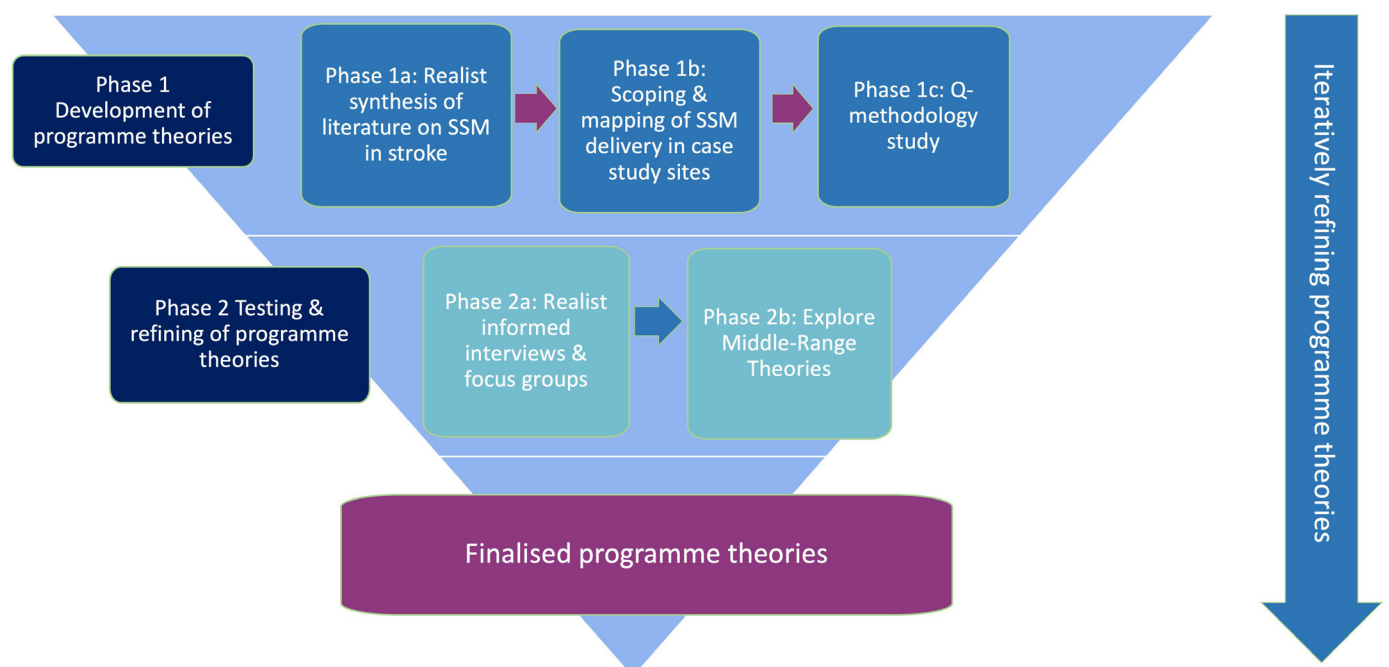 Phase 1
Development of
programme theories
Phase 1a: Realist
synthesis of
literature on SSM
in stroke
Phase 1b:
Scoping &
mapping of SSM
delivery in case
study sites
Phase 1c: Q-
methodology
study
Phase 2 Testing &
refining of programme
theories
Phase 2a: Realist
informed
interviews &
focus groups
Phase 2b: Explore
Middle-Range
Theories
Finalised programme theories
Iteratively refining programme theories